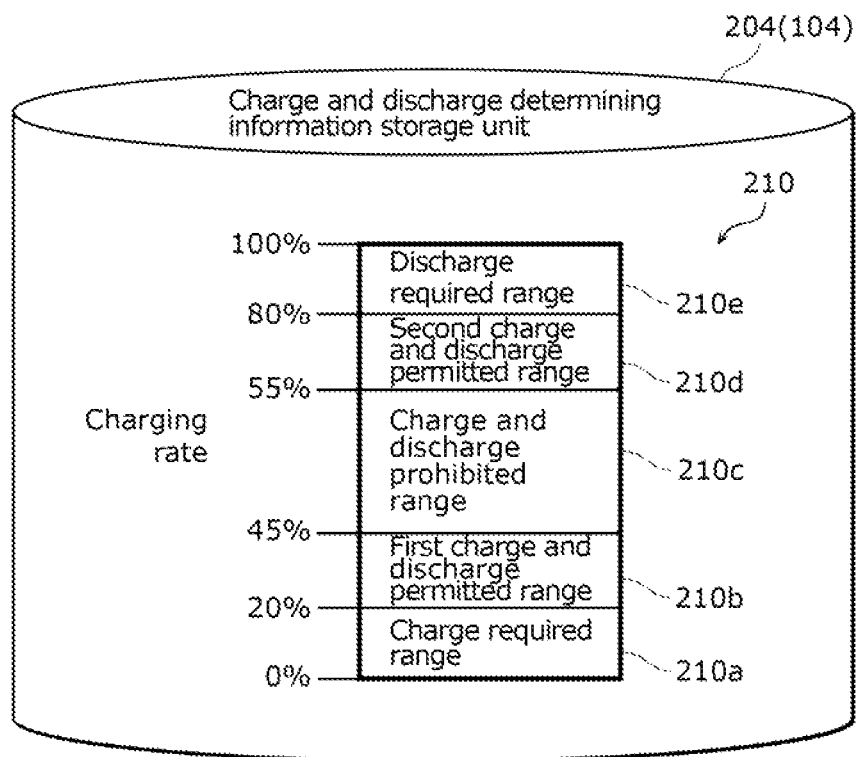 204(104)
Charge and discharge determining
information storage unit
210
100%
Discharge
required range
210e
80%
Second charge
and discharge
permitted range
210d
55%
Charging
rate
Charge and
discharge
prohibited
range
210c
45%
First charge and
discharge
permitted range
210b
20%
Charge required
range
210a
0%